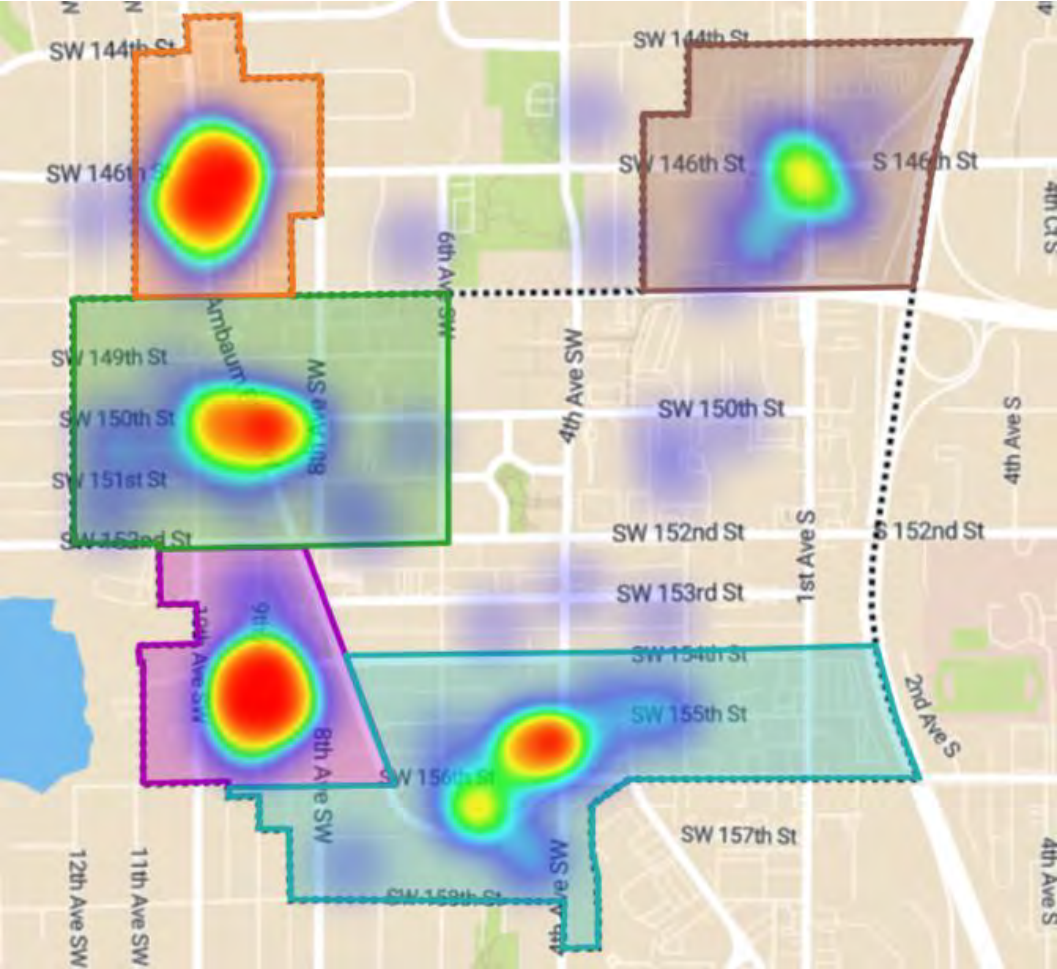 SW 144th St
SW 144th St
SW 146th St
SW 146th St
S 146th St
4th Ct S
6th Ave SW
Ambaum
SW 149th St
8th Ave SW
4th Ave SW
SW 150th St
SW 150th St
4th Ave S
SW 151st St
SW 152nd St
SW 152nd St
S 152nd St
1st Ave S
SW 153rd St
9th
10th Ave SW
SW 154th St
SW 155th St
2nd Ave S
8th Ave SW
SW 156th St
SW 157th St
12th Ave SW
11th Ave SW
SW 158th St
4th Ave SW
4th Ave S